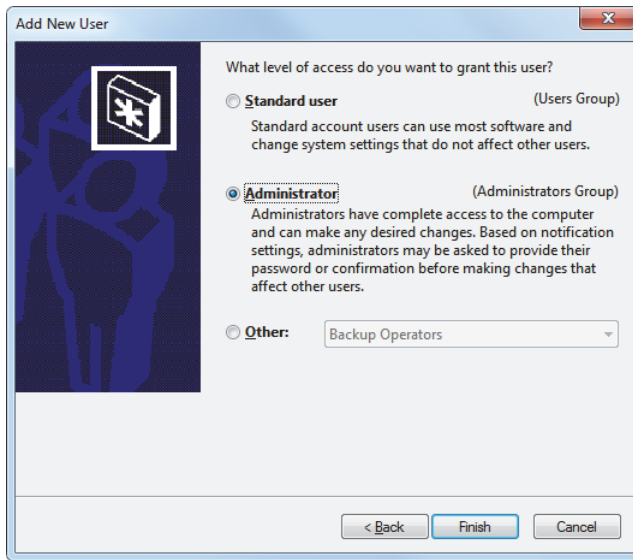 Add New User
What level of access do you want to grant this user?
Standard user (Users Group)
Standard account users can use most software and
change system settings that do not affect other users.
Administrator (Administrators Group)
Administrators have complete access to the computer
and can make any desired changes. Based on notification
settings, administrators may be asked to provide their
password or confirmation before making changes that
affect other users.
Other: Backup Operators
< Back Finish Cancel